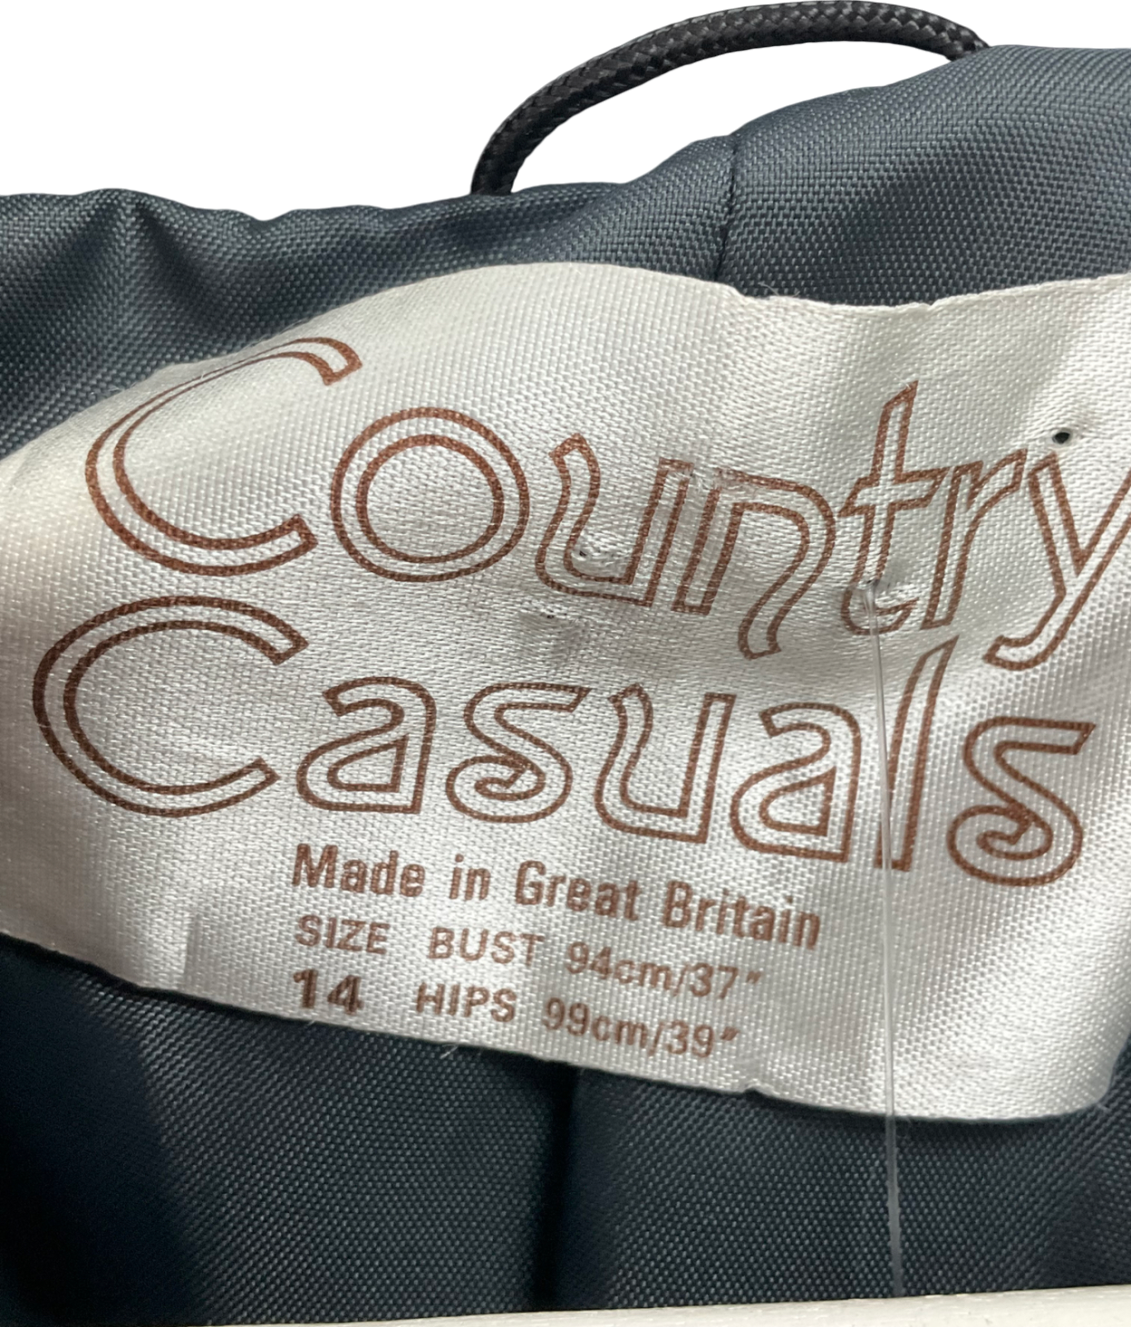 Country
Casuals
Made in Great Britain
SIZE BUST 94cm/37"
14 HIPS 99cm/39"